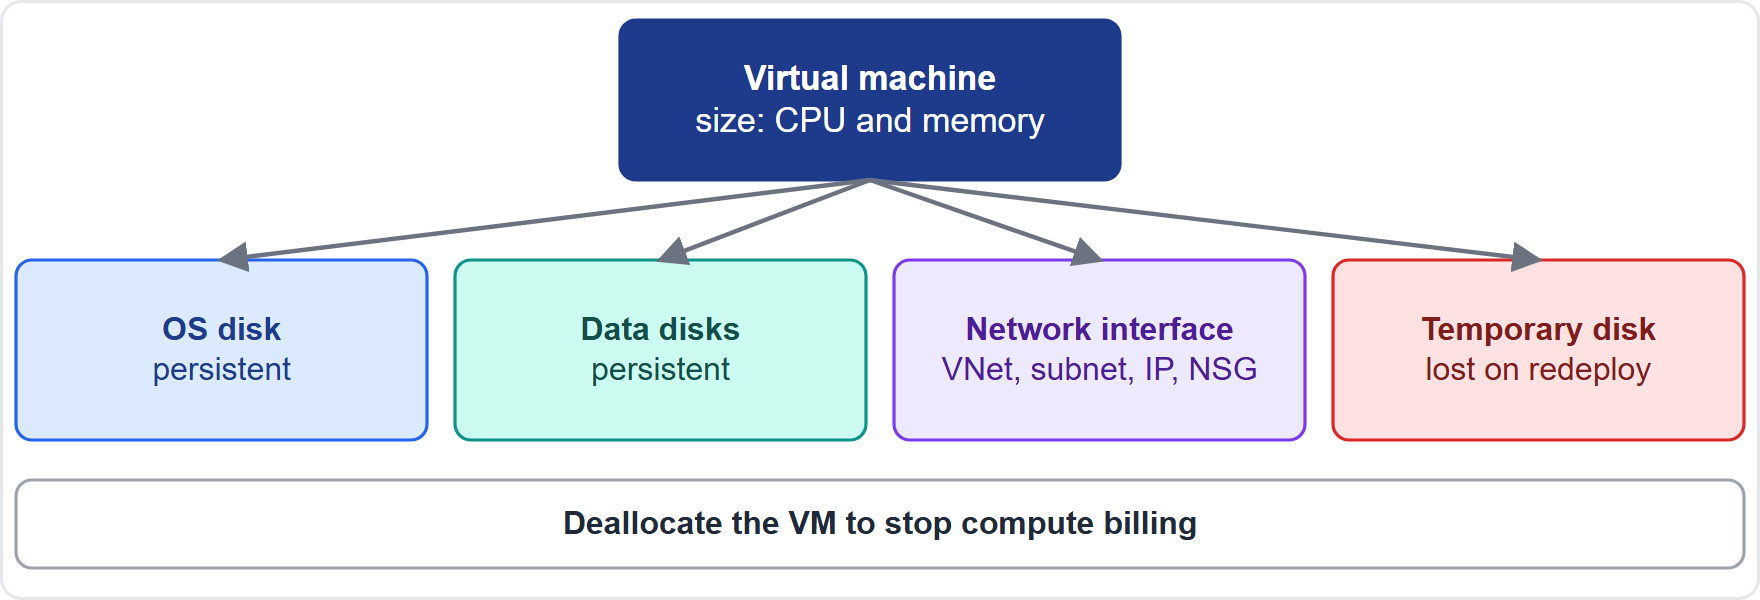 Virtual machine
size: CPU and memory
OS disk
persistent
Data disks
persistent
Network interface
VNet, subnet, IP, NSG
Temporary disk
lost on redeploy
Deallocate the VM to stop compute billing